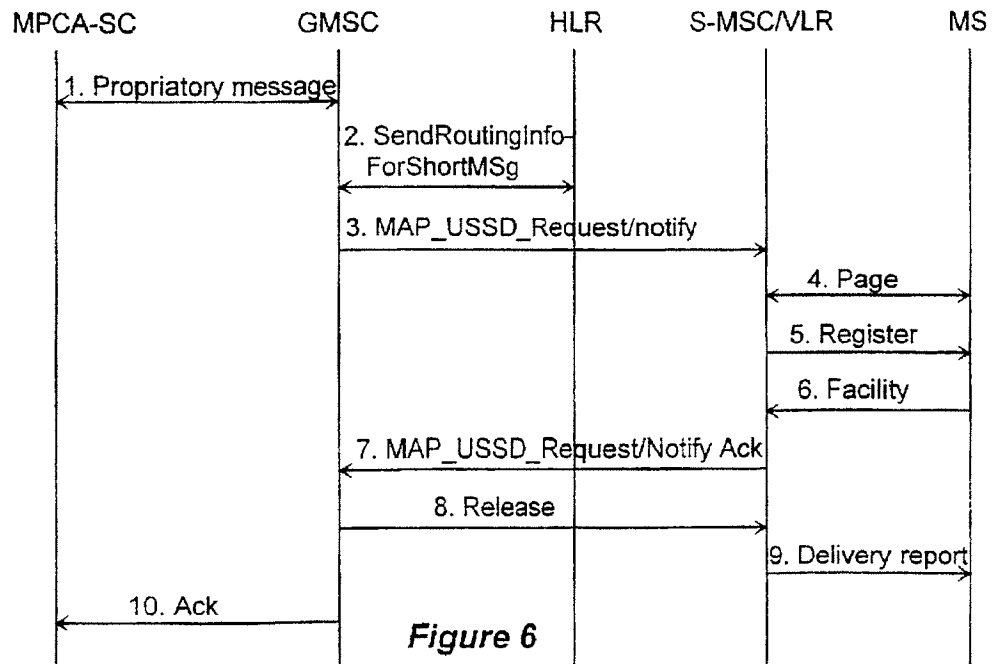 MPCA-SC GMSC HLR S-MSC/VLR MS
1. Propriatory message
2. SendRoutingInfo-
ForShortMSg
3. MAP_USSD_Request/notify
4. Page
5. Register
6. Facility
7. MAP_USSD_Request/Notify Ack
8. Release
9. Delivery report
10. Ack
Figure 6